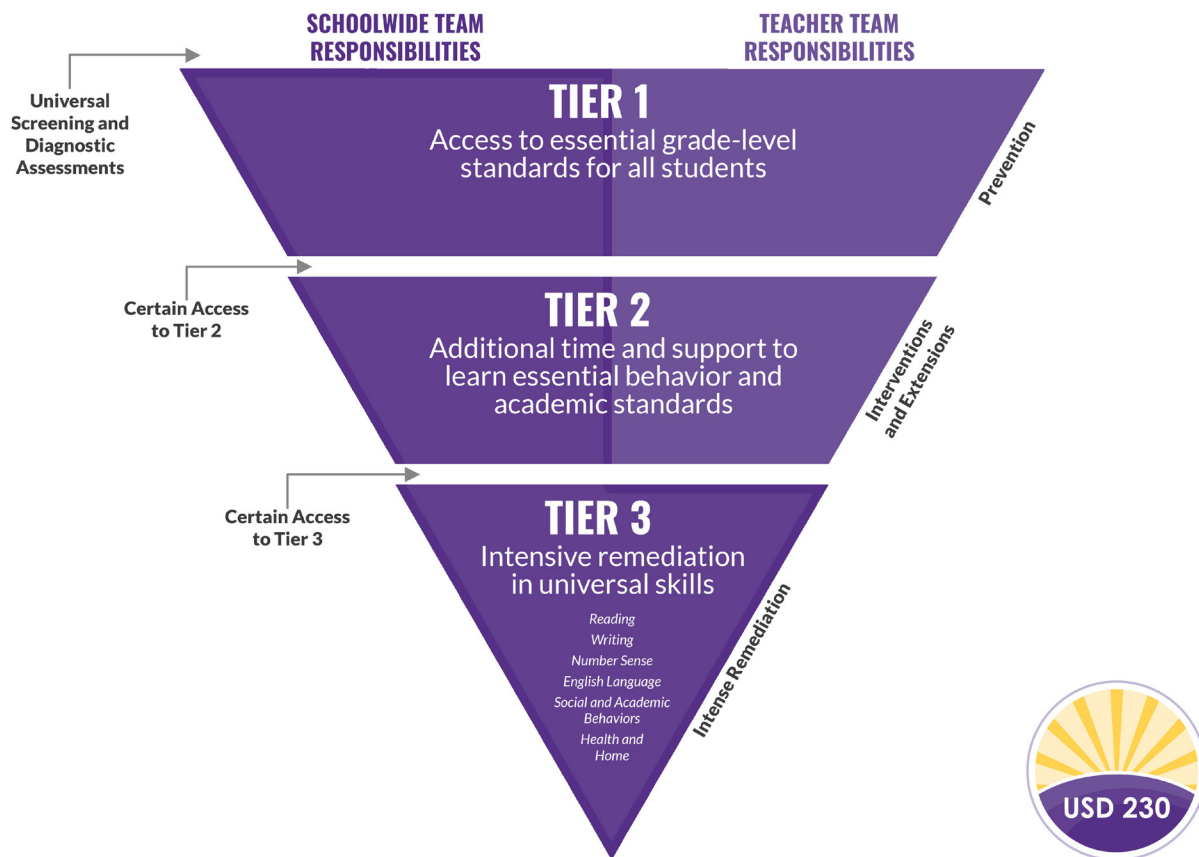 SCHOOLWIDE TEAM
RESPONSIBILITIES
TEACHER TEAM
RESPONSIBILITIES
Universal
Screening and
Diagnostic
Assessments
TIER 1
Access to essential grade-level
standards for all students
Prevention
Certain Access
to Tier 2
TIER 2
Additional time and support to
learn essential behavior and
academic standards
Interventions
and Extensions
Certain Access
to Tier 3
TIER 3
Intensive remediation
in universal skills
Reading
Writing
Number Sense
English Language
Social and Academic
Behaviors
Health and
Home
Intense Remediation
USD 230